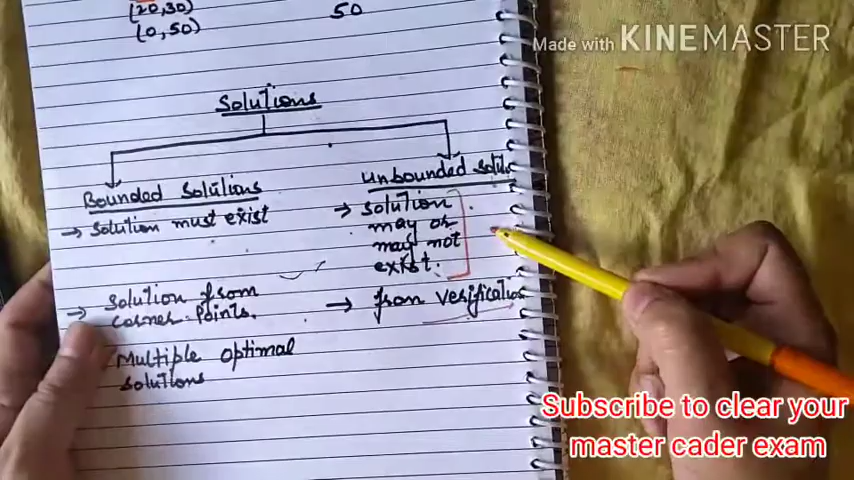 (20,30)
(0,50)
50
Made with KINEMASTER
Solutions
Bounded Solutions
→ Solution must exist
→ Solution from
corner Points.
Multiple optimal
solutions
Unbounded
→ Solution
may or
may not
exist.
→ from verification
Subscribe to clear your
master cader exam